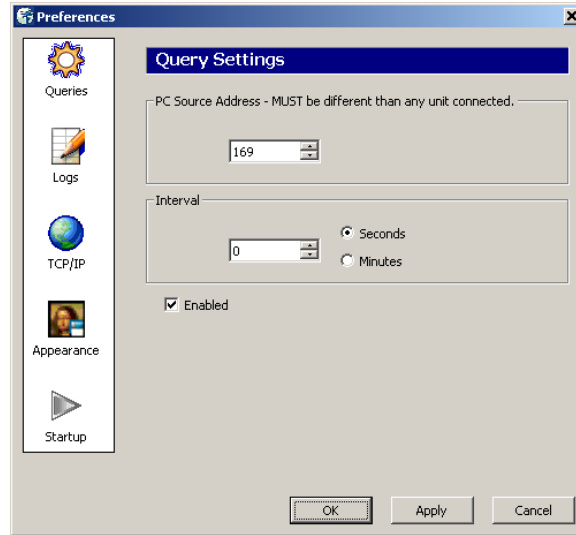 Preferences
Queries
Logs
TCP/IP
Appearance
Startup
Query Settings
PC Source Address - MUST be different than any unit connected.
169
Interval
0
Seconds
Minutes
Enabled
OK
Apply
Cancel